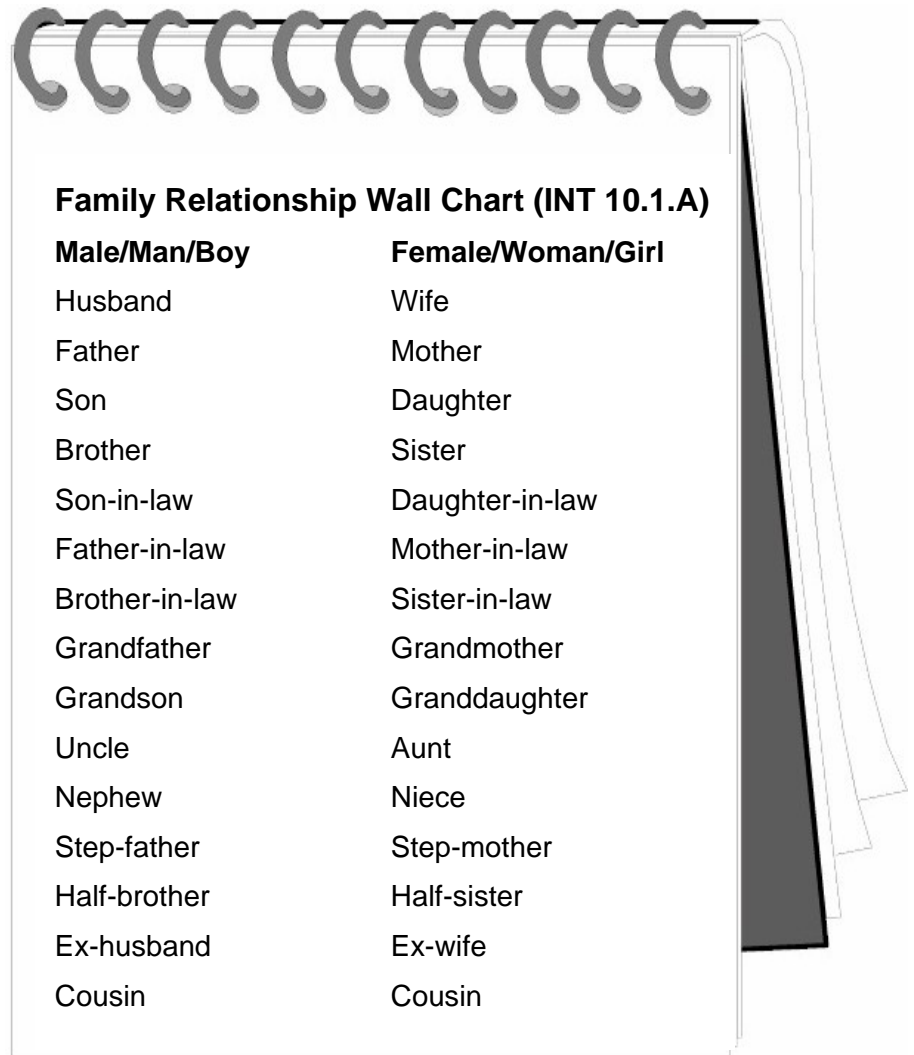 Family Relationship Wall Chart (INT 10.1.A)
Male/Man/Boy Female/Woman/Girl
Husband Wife
Father Mother
Son Daughter
Brother Sister
Son-in-law Daughter-in-law
Father-in-law Mother-in-law
Brother-in-law Sister-in-law
Grandfather Grandmother
Grandson Granddaughter
Uncle Aunt
Nephew Niece
Step-father Step-mother
Half-brother Half-sister
Ex-husband Ex-wife
Cousin Cousin